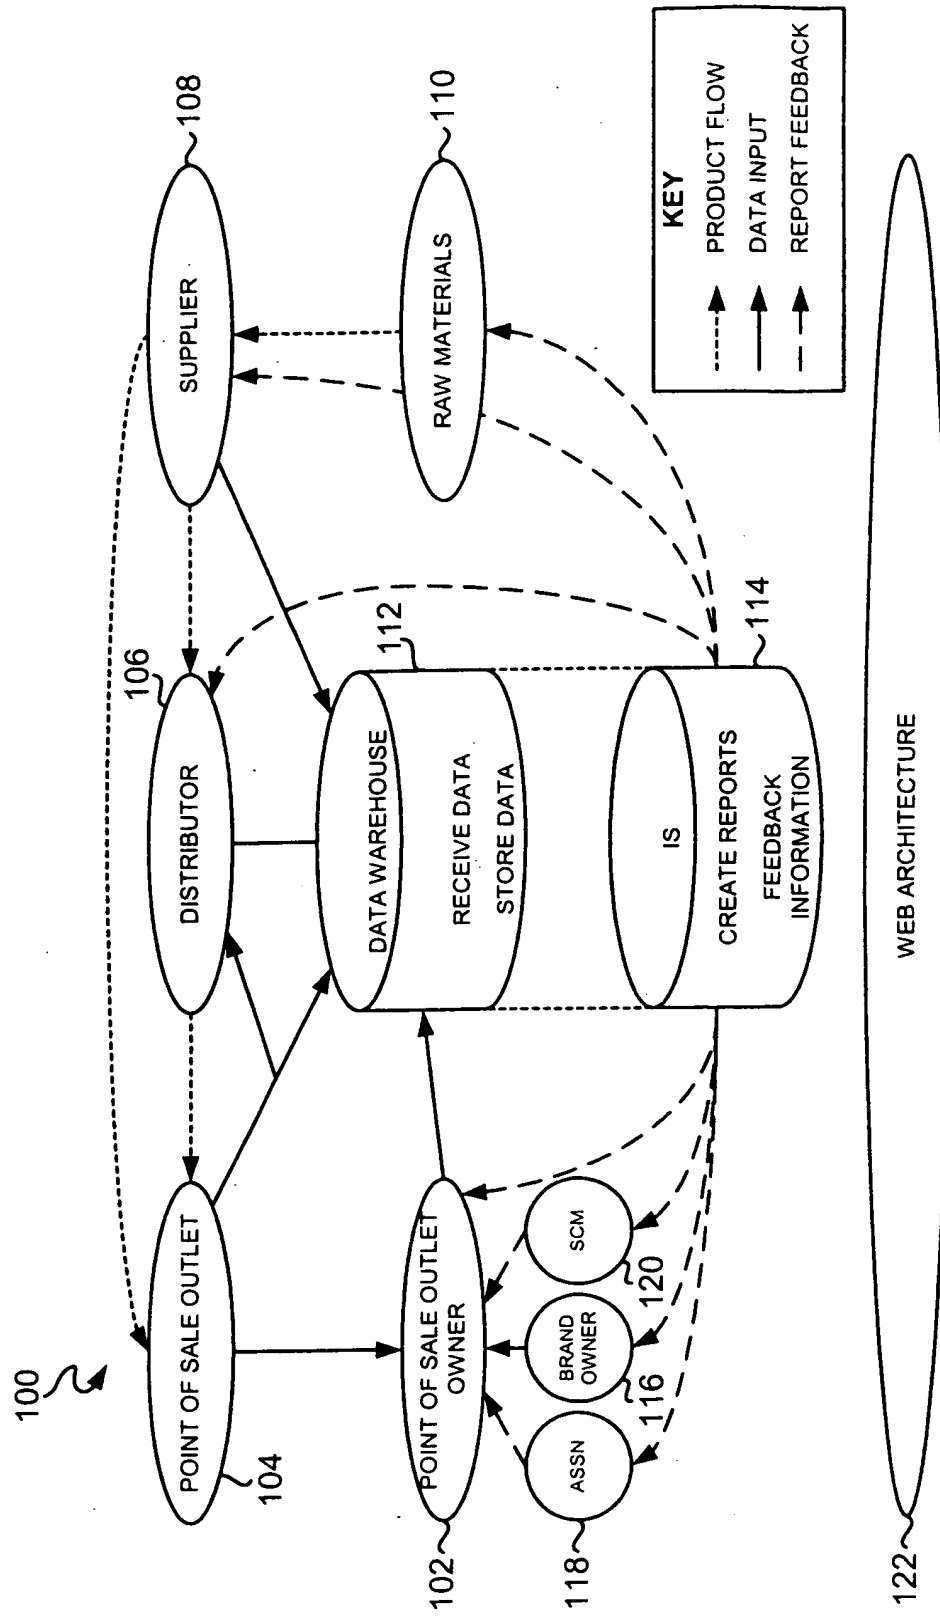 100
108
SUPPLIER
110
RAW MATERIALS
106
DISTRIBUTOR
POINT OF SALE OUTLET
104
112
DATA WAREHOUSE
RECEIVE DATA
STORE DATA
POINT OF SALE OUTLET
OWNER
102
SCM
120
BRAND
OWNER
116
ASSN
118
114
IS
CREATE REPORTS
FEEDBACK
INFORMATION
KEY
PRODUCT FLOW
DATA INPUT
REPORT FEEDBACK
WEB ARCHITECTURE
122